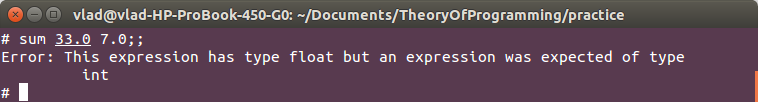 vlad@vlad-HP-ProBook-450-G0: ~/Documents/TheoryOfProgramming/practice
# sum 33.0 7.0;;
Error: This expression has type float but an expression was expected of type
         int
#